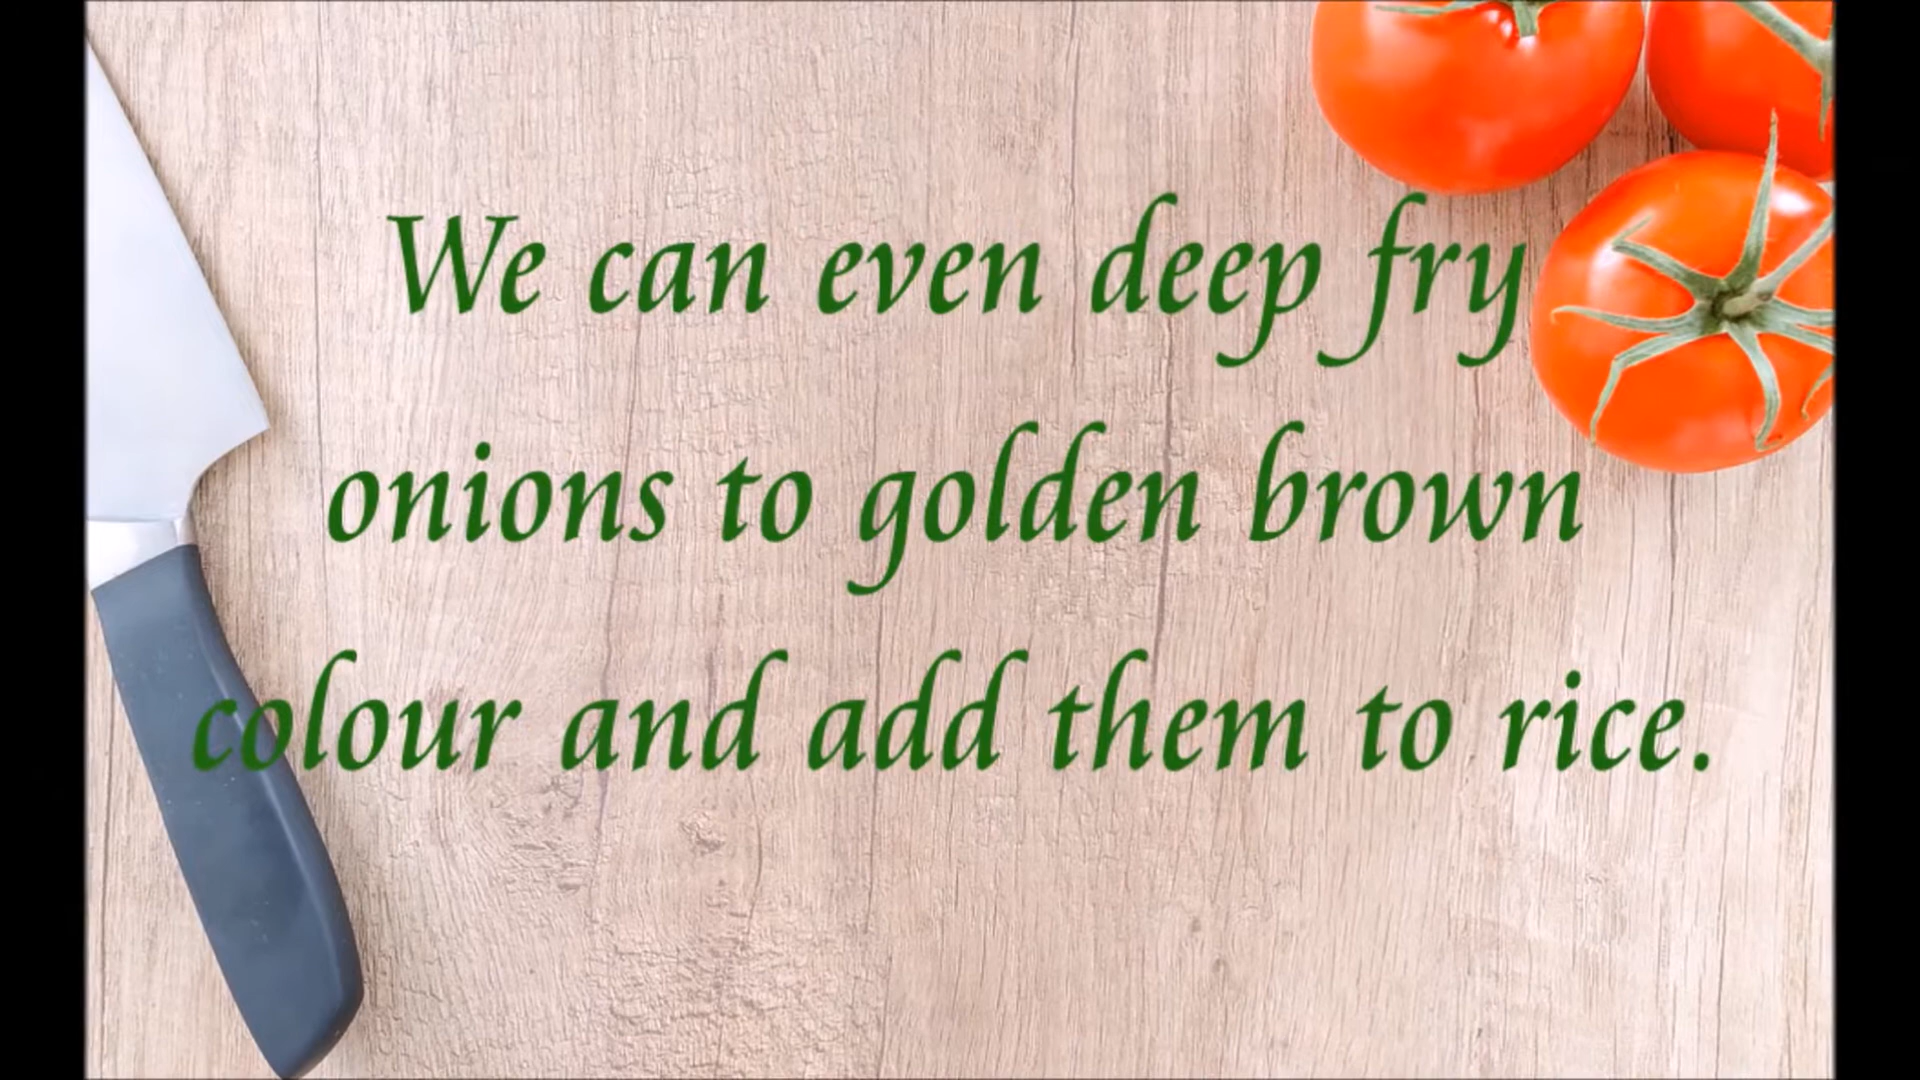 We can even deep fry
onions to golden brown
colour and add them to rice.